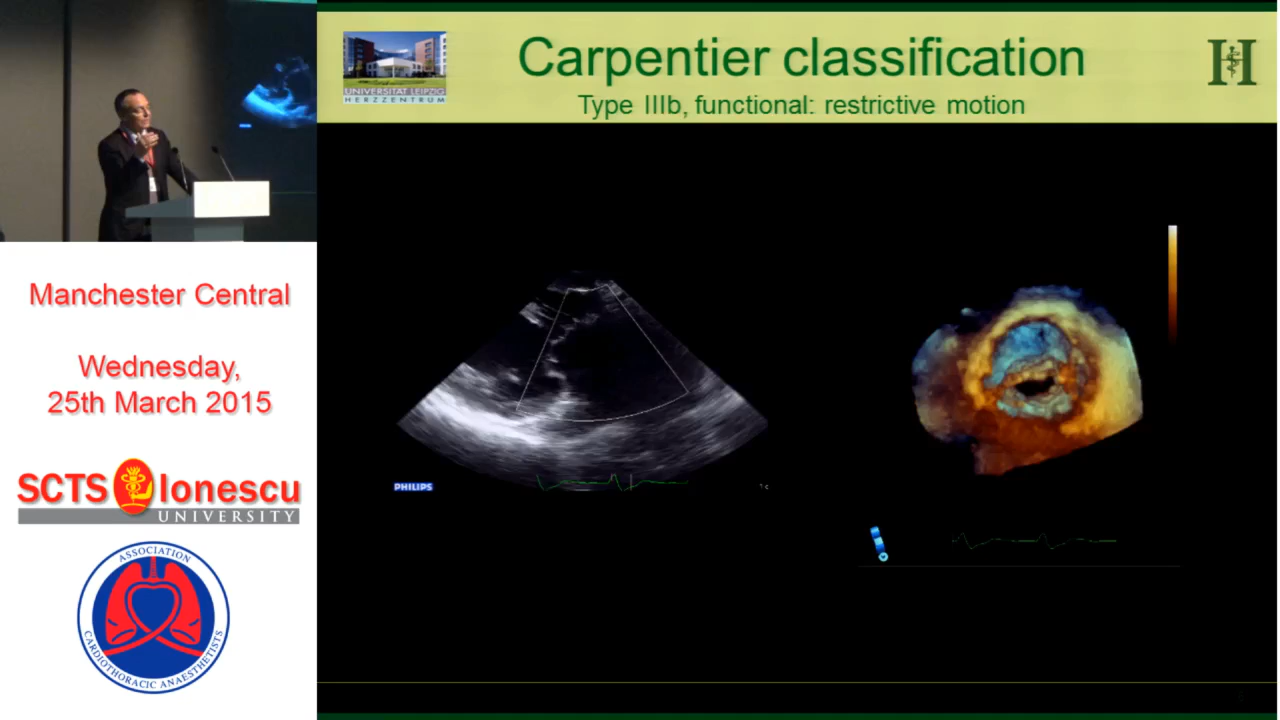 Carpentier classification
Type IIIb, functional: restrictive motion
UNIVERSITÄT LEIPZIG
HERZZENTRUM
H
PHILIPS
Manchester Central
Wednesday,
25th March 2015
SCTS Ionescu
UNIVERSITY
ASSOCIATION
CARDIOTHORACIC ANAESTHETISTS